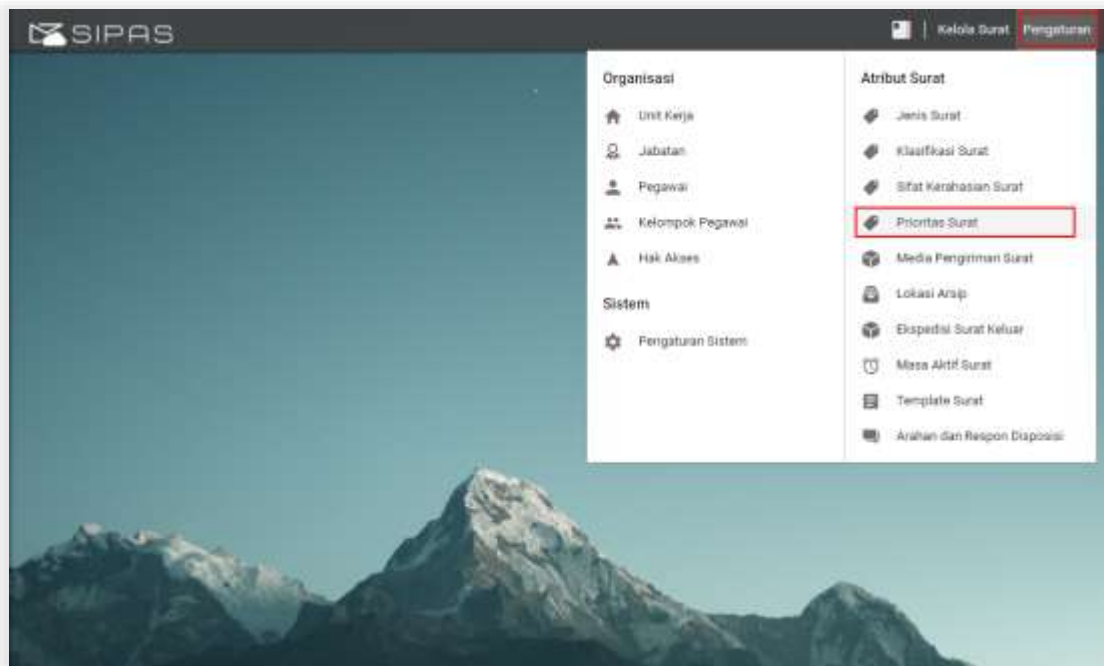 SIPAS
Kelola Surat Pengaturan
Organisasi
Unit Kerja
Jabatan
Pegawai
Kelompok Pegawai
Hak Akses
Sistem
Pengaturan Sistem
Atribut Surat
Jenis Surat
Klasifikasi Surat
Sifat Kerahasian Surat
Prioritas Surat
Media Pengiriman Surat
Lokasi Arsip
Ekspedisi Surat Keluar
Masa Aktif Surat
Template Surat
Arahan dan Respon Disposisi